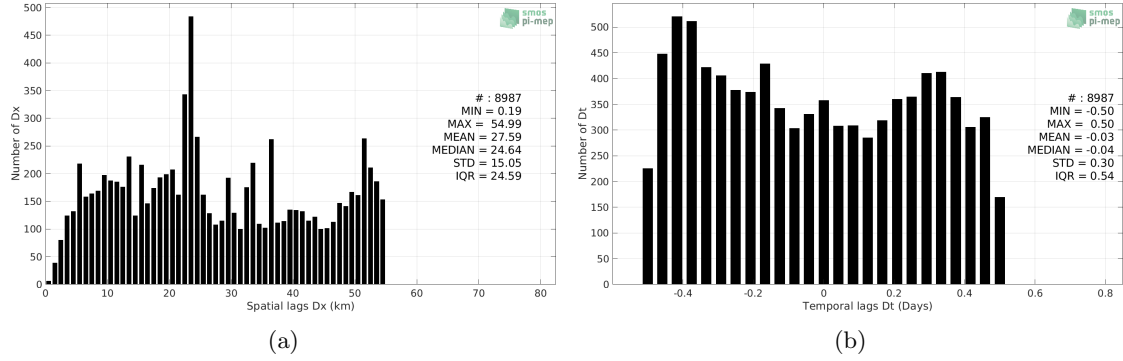 500
450
400
350
300
250
200
150
100
50
0
Number of Dx
0 10 20 30 40 50 60 70 80
Spatial lags Dx (km)
smos
pi-mep
# : 8987
MIN = 0.19
MAX = 54.99
MEAN = 27.59
MEDIAN = 24.64
STD = 15.05
IQR = 24.59
(a)
500
450
400
350
300
250
200
150
100
50
0
Number of Dt
-0.4 -0.2 0 0.2 0.4 0.6 0.8
Temporal lags Dt (Days)
smos
pi-mep
# : 8987
MIN = -0.50
MAX = 0.50
MEAN = -0.03
MEDIAN = -0.04
STD = 0.30
IQR = 0.54
(b)